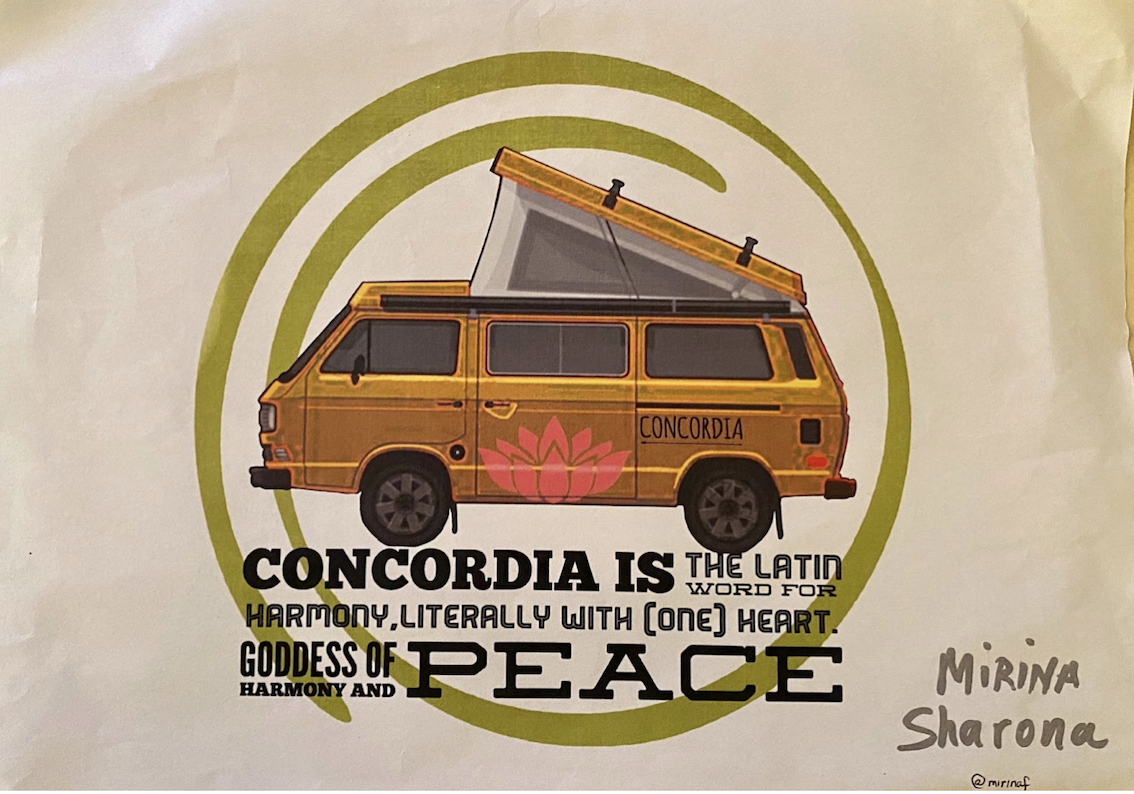 CONCORDIA
CONCORDIA IS THE LATIN
WORD FOR
HARMONY, LITERALLY WITH (ONE) HEART.
GODDESS OF
HARMONY AND
PEACE
MIRINA
Sharona
@mirinaf